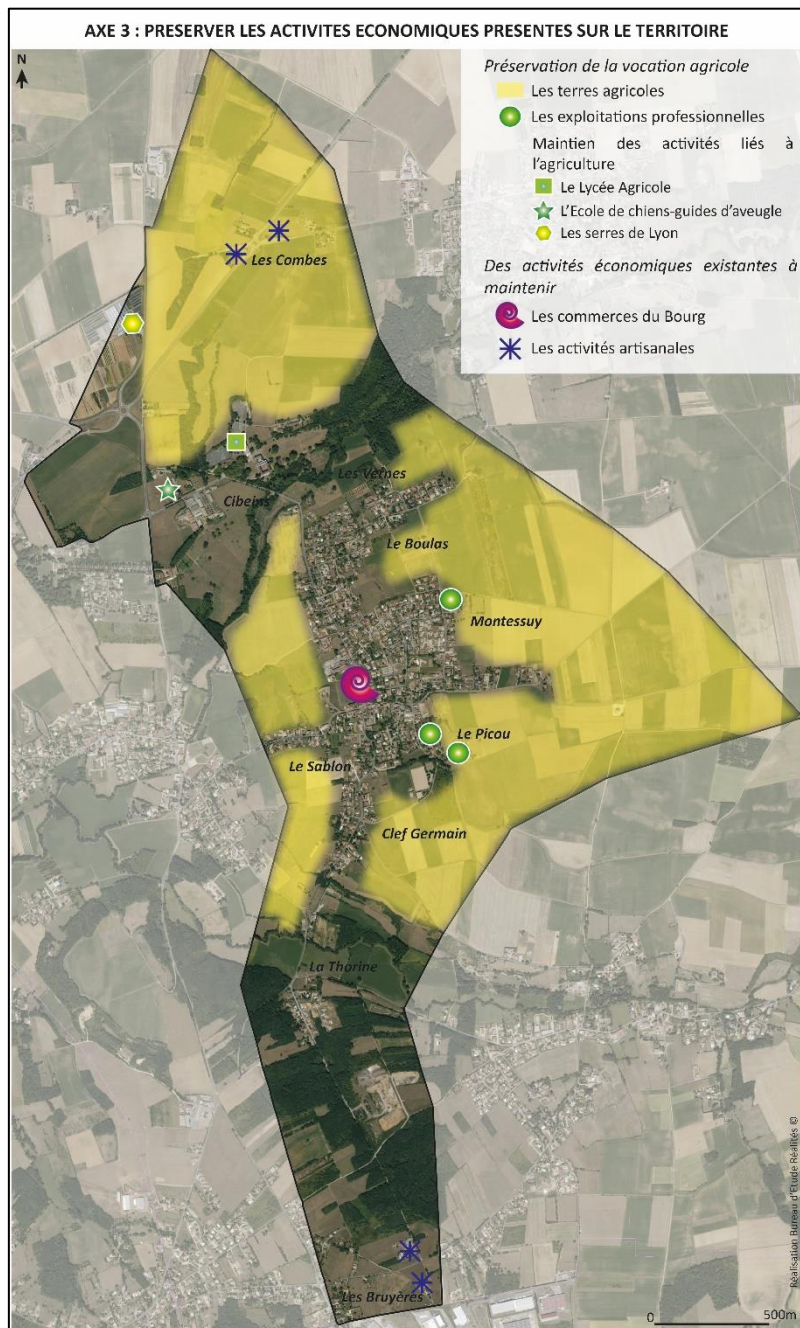 AXE 3 : PRESERVER LES ACTIVITES ECONOMIQUES PRESENTES SUR LE TERRITOIRE
N
Préservation de la vocation agricole
Les terres agricoles
Les exploitations professionnelles
Maintien des activités liés à
l'agriculture
Le Lycée Agricole
L'Ecole de chiens-guides d'aveugle
Les serres de Lyon
Des activités économiques existantes à
maintenir
Les commerces du Bourg
Les activités artisanales
Les Combes
Les Vernes
Cibeins
Le Boulas
Montessuy
Le Picou
Le Sablon
Clef Germain
La Thorine
Les Bruyères
Réalisation Bureau d'Etude Réalités ©
0 500m